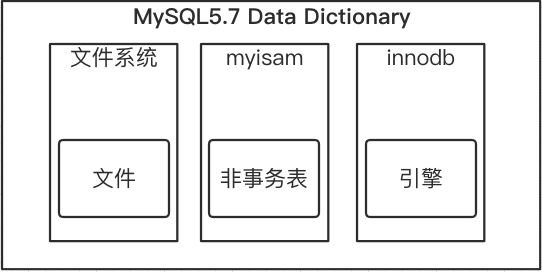 MySQL5.7 Data Dictionary
文件系统
myisam
innodb
文件
非事务表
引擎